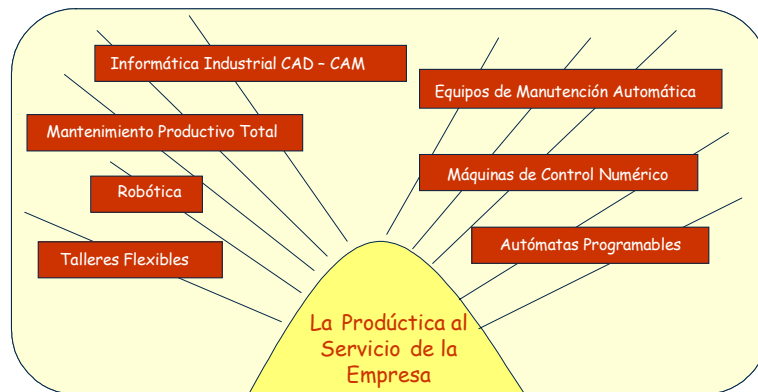 Informática Industrial CAD – CAM
Equipos de Manutención Automática
Mantenimiento Productivo Total
Máquinas de Control Numérico
Robótica
Autómatas Programables
Talleres Flexibles
La Prodúctica al
Servicio de la
Empresa